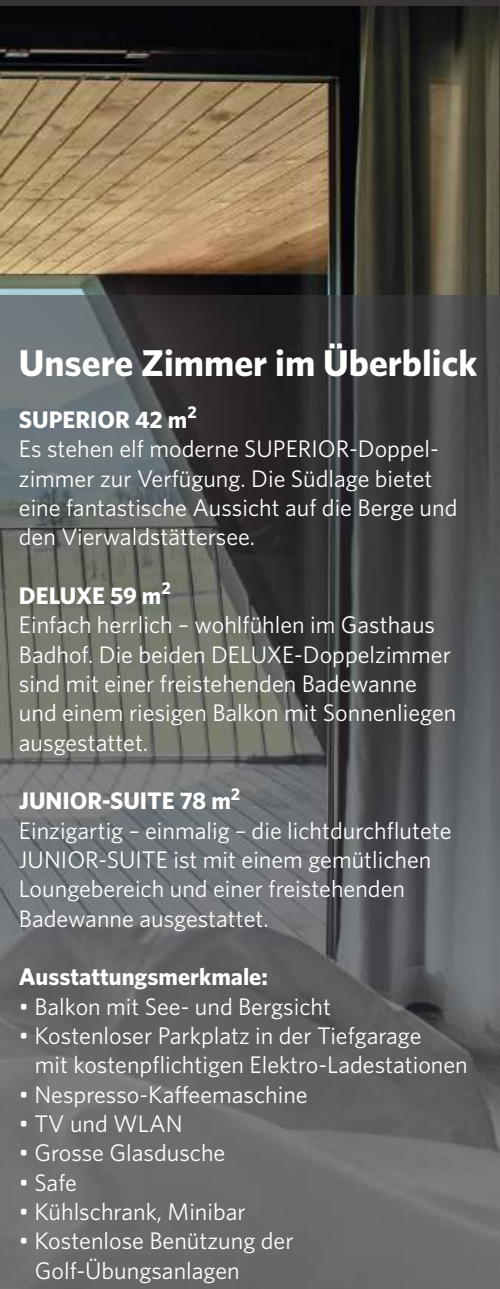 Unsere Zimmer im Überblick
SUPERIOR 42 m²
Es stehen elf moderne SUPERIOR-Doppel-
zimmer zur Verfügung. Die Südlage bietet
eine fantastische Aussicht auf die Berge und
den Vierwaldstättersee.
DELUXE 59 m²
Einfach herrlich – wohlfühlen im Gasthaus
Badhof. Die beiden DELUXE-Doppelzimmer
sind mit einer freistehenden Badewanne
und einem riesigen Balkon mit Sonnenliegen
ausgestattet.
JUNIOR-SUITE 78 m²
Einzigartig – einmalig – die lichtdurchflutete
JUNIOR-SUITE ist mit einem gemütlichen
Loungebereich und einer freistehenden
Badewanne ausgestattet.
Ausstattungsmerkmale:
• Balkon mit See- und Bergsicht
• Kostenloser Parkplatz in der Tiefgarage
mit kostenpflichtigen Elektro-Ladestationen
• Nespresso-Kaffeemaschine
• TV und WLAN
• Grosse Glasdusche
• Safe
• Kühlschrank, Minibar
• Kostenlose Benützung der
Golf-Übungsanlagen